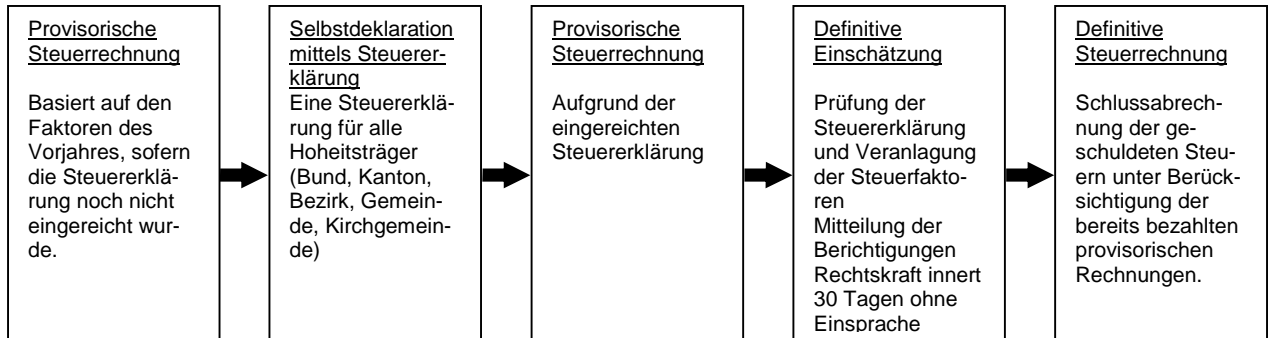 Provisorische
Steuerrechnung
Basiert auf den
Faktoren des
Vorjahres, sofern
die Steuererklä-
rung noch nicht
eingereicht wur-
de.
Selbstdeklaration
mittels Steuerer-
klärung
Eine Steuererklä-
rung für alle
Hoheitsträger
(Bund, Kanton,
Bezirk, Gemein-
de, Kirchgemein-
de)
Provisorische
Steuerrechnung
Aufgrund der
eingereichten
Steuererklärung
Definitive
Einschätzung
Prüfung der
Steuererklärung
und Veranlagung
der Steuerfakto-
ren
Mitteilung der
Berichtigungen
Rechtskraft innert
30 Tagen ohne
Einsprache
Definitive
Steuerrechnung
Schlussabrech-
nung der ge-
schuldeten Steu-
ern unter Berück-
sichtigung der
bereits bezahlten
provisorischen
Rechnungen.